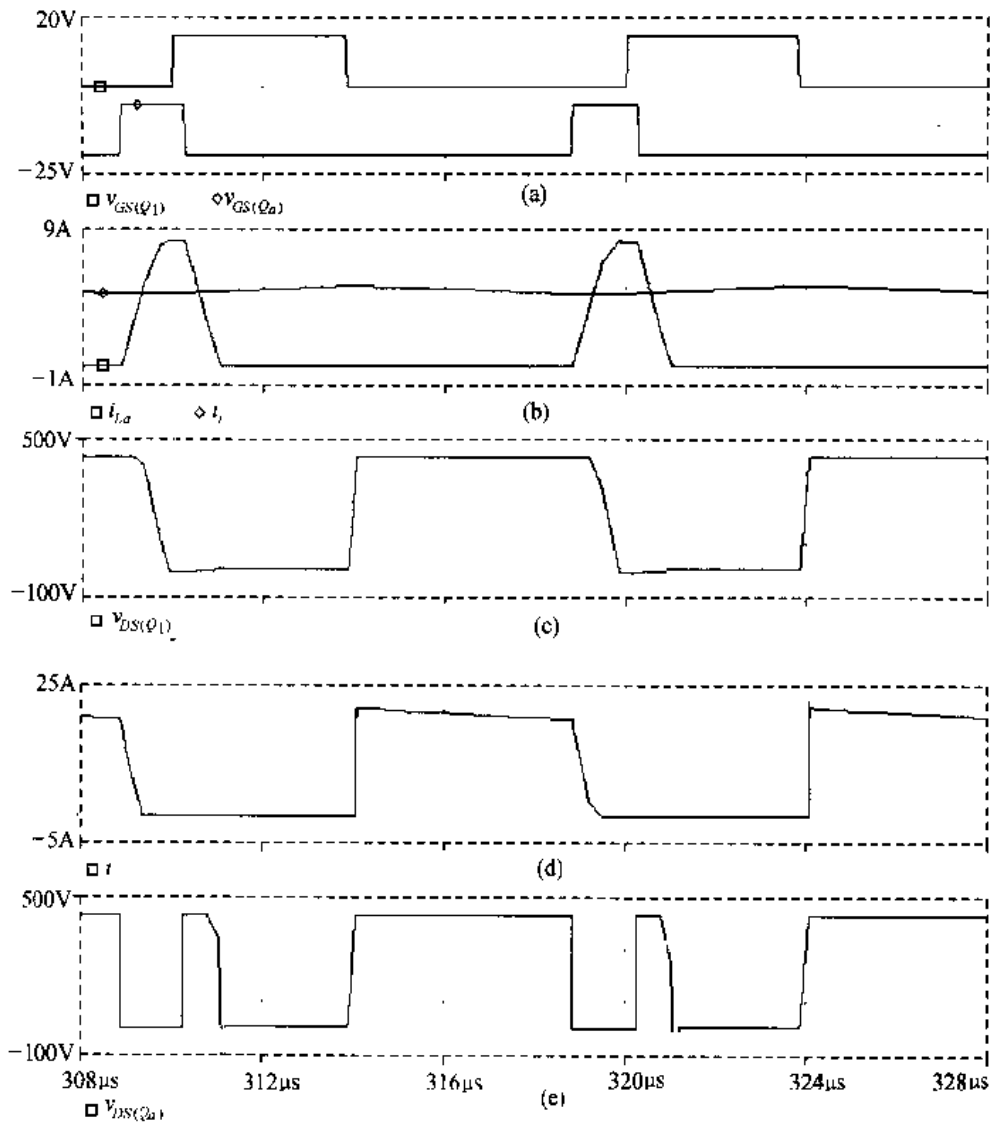 20V
−25V
(a)
v_GS(Q1) v_GS(Qa)
9A
−1A
(b)
i_La
500V
−100V
(c)
v_DS(Q1)
25A
−5A
(d)
i
500V
−100V
308μs 312μs 316μs 320μs 324μs 328μs
(e)
v_DS(Qa)